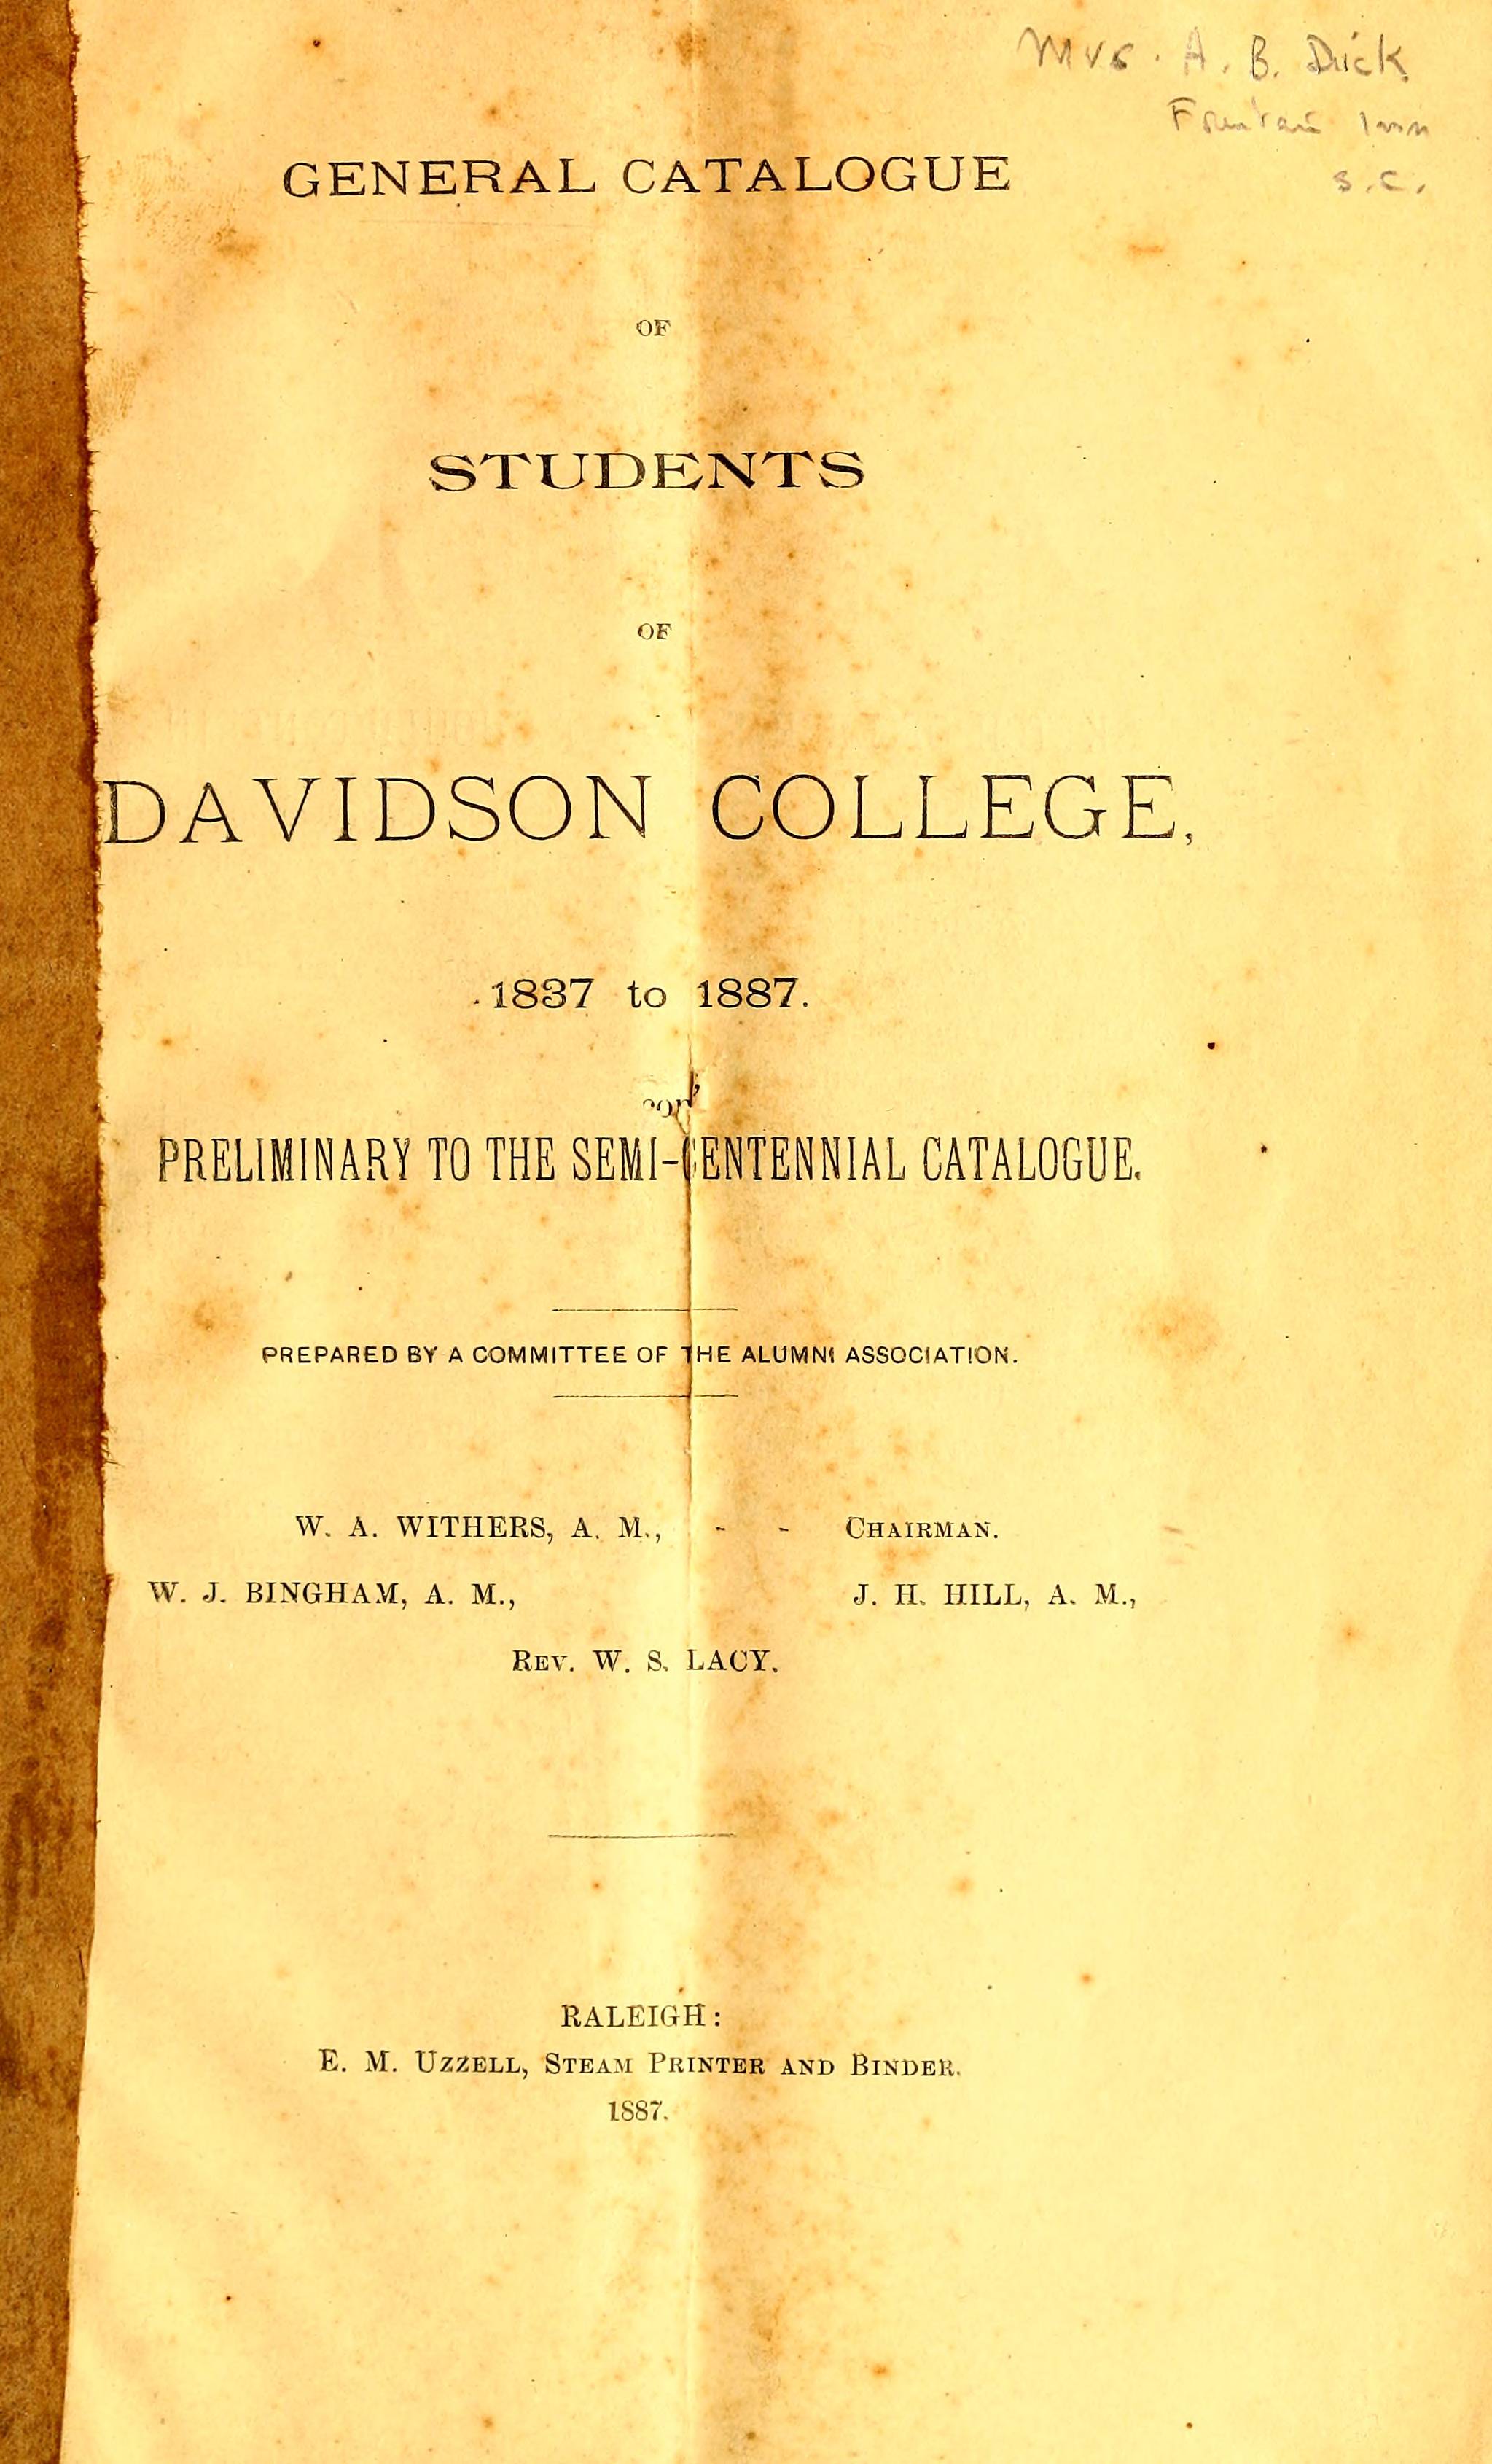 Mrs. A. B. Dick
Fountain Inn
S.C.
GENERAL CATALOGUE
OF
STUDENTS
OF
DAVIDSON COLLEGE,
1837 to 1887.
PRELIMINARY TO THE SEMI-CENTENNIAL CATALOGUE.
PREPARED BY A COMMITTEE OF THE ALUMNI ASSOCIATION.
W. A. WITHERS, A. M., - - CHAIRMAN.
W. J. BINGHAM, A. M., J. H. HILL, A. M.,
REV. W. S. LACY.
RALEIGH:
E. M. UZZELL, STEAM PRINTER AND BINDER.
1887.